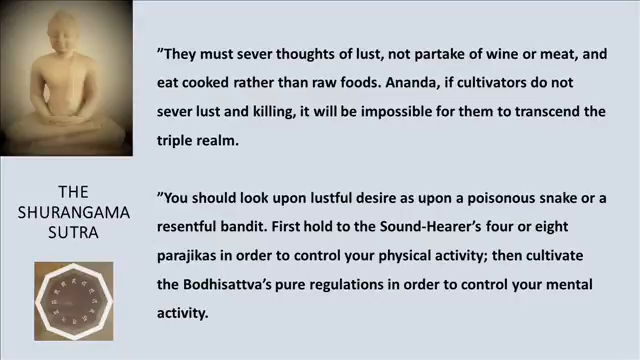 THE
SHURANGAMA
SUTRA
”They must sever thoughts of lust, not partake of wine or meat, and
eat cooked rather than raw foods. Ananda, if cultivators do not
sever lust and killing, it will be impossible for them to transcend the
triple realm.
”You should look upon lustful desire as upon a poisonous snake or a
resentful bandit. First hold to the Sound-Hearer’s four or eight
parajikas in order to control your physical activity; then cultivate
the Bodhisattva’s pure regulations in order to control your mental
activity.